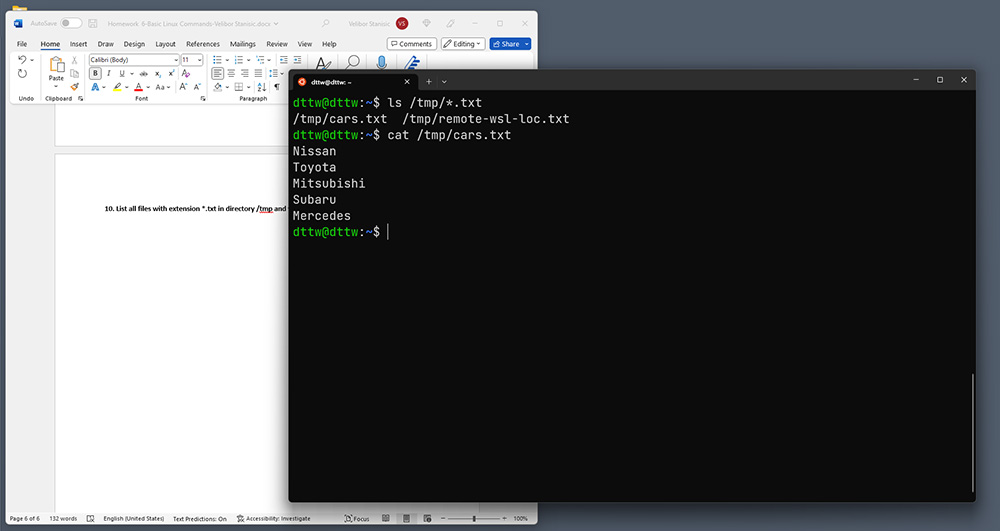 AutoSave
Homework 6-Basic Linux Commands-Velibor Stanisic.docx
Velibor Stanisic
VS
File Home Insert Draw Design Layout References Mailings Review View Help
Comments
Editing
Share
Calibri (Body) 11
Paste
B I U ab x₂ x²
A A Aa A A
Undo Clipboard Font Paragraph
10. List all files with extension *.txt in directory /tmp and
Page 6 of 6 132 words English (United States) Text Predictions: On Accessibility: Investigate Focus 100%
dttw@dttw: ~
dttw@dttw:~$ ls /tmp/*.txt
/tmp/cars.txt /tmp/remote-wsl-loc.txt
dttw@dttw:~$ cat /tmp/cars.txt
Nissan
Toyota
Mitsubishi
Subaru
Mercedes
dttw@dttw:~$